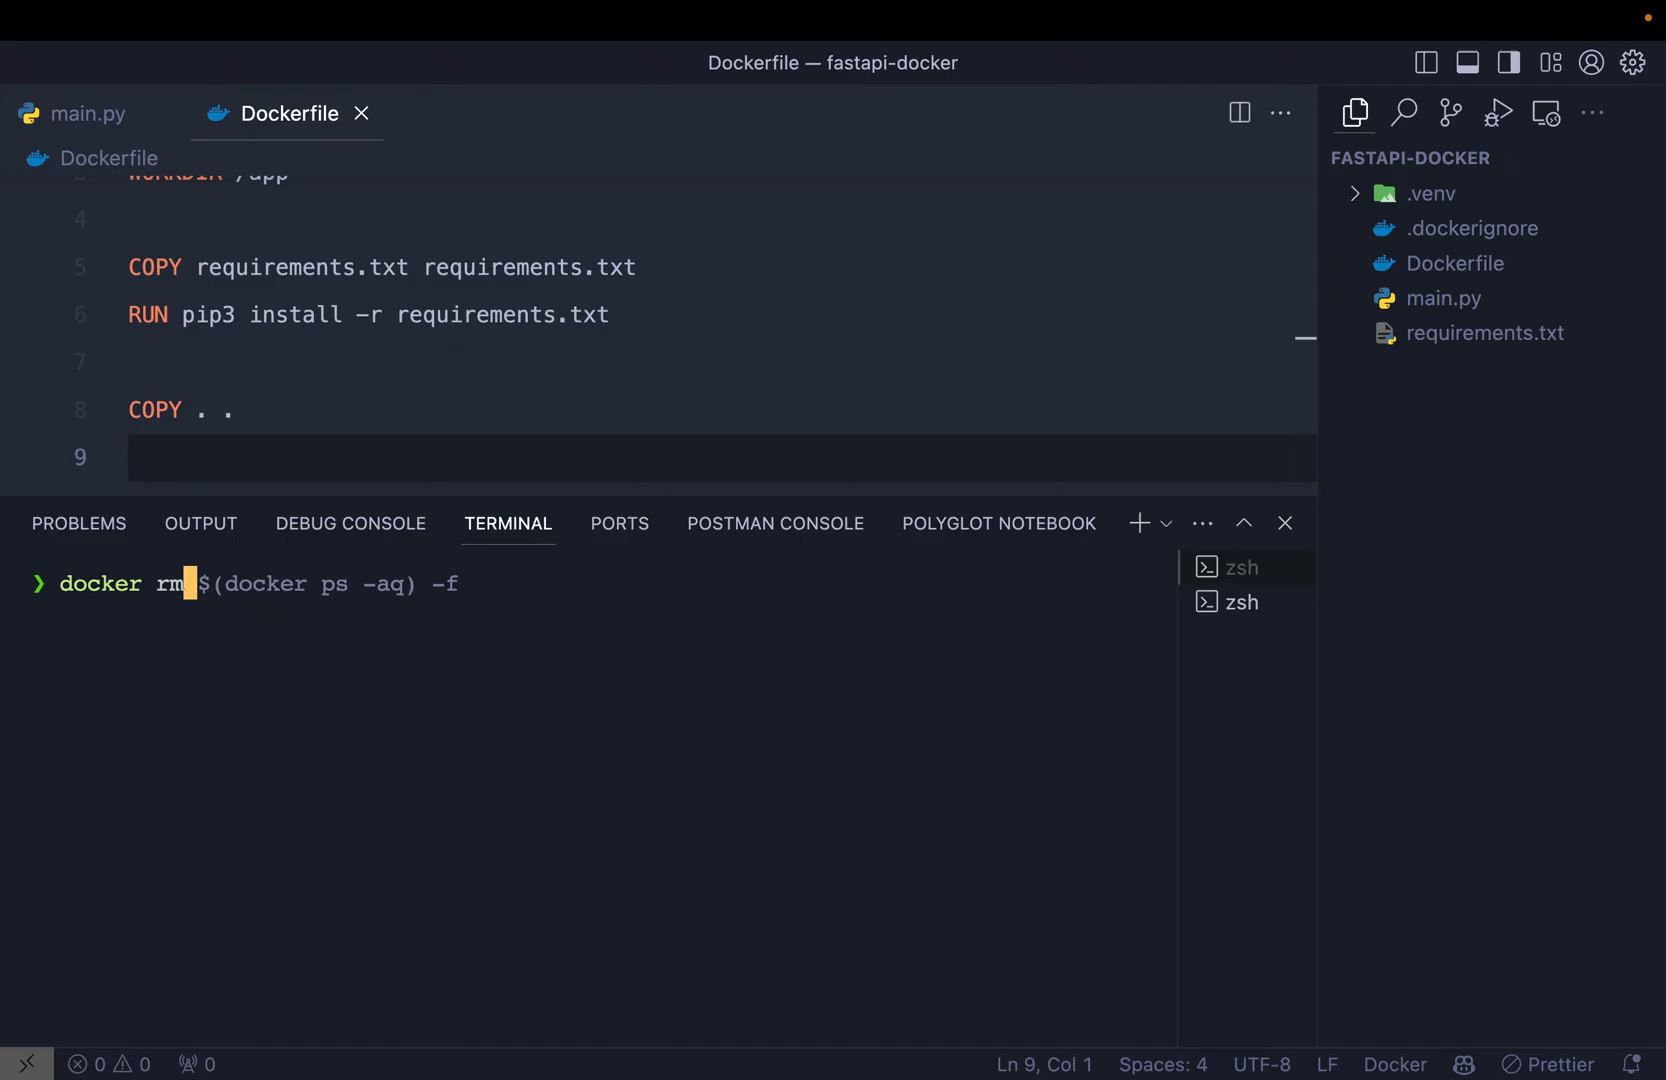 Dockerfile — fastapi-docker
main.py
Dockerfile
Dockerfile
WORKDIR /app
4
5 COPY requirements.txt requirements.txt
6 RUN pip3 install -r requirements.txt
7
8 COPY . .
9
PROBLEMS OUTPUT DEBUG CONSOLE TERMINAL PORTS POSTMAN CONSOLE POLYGLOT NOTEBOOK
❯ docker rm $(docker ps -aq) -f
zsh
zsh
FASTAPI-DOCKER
.venv
.dockerignore
Dockerfile
main.py
requirements.txt
0 0 0
Ln 9, Col 1 Spaces: 4 UTF-8 LF Docker Prettier